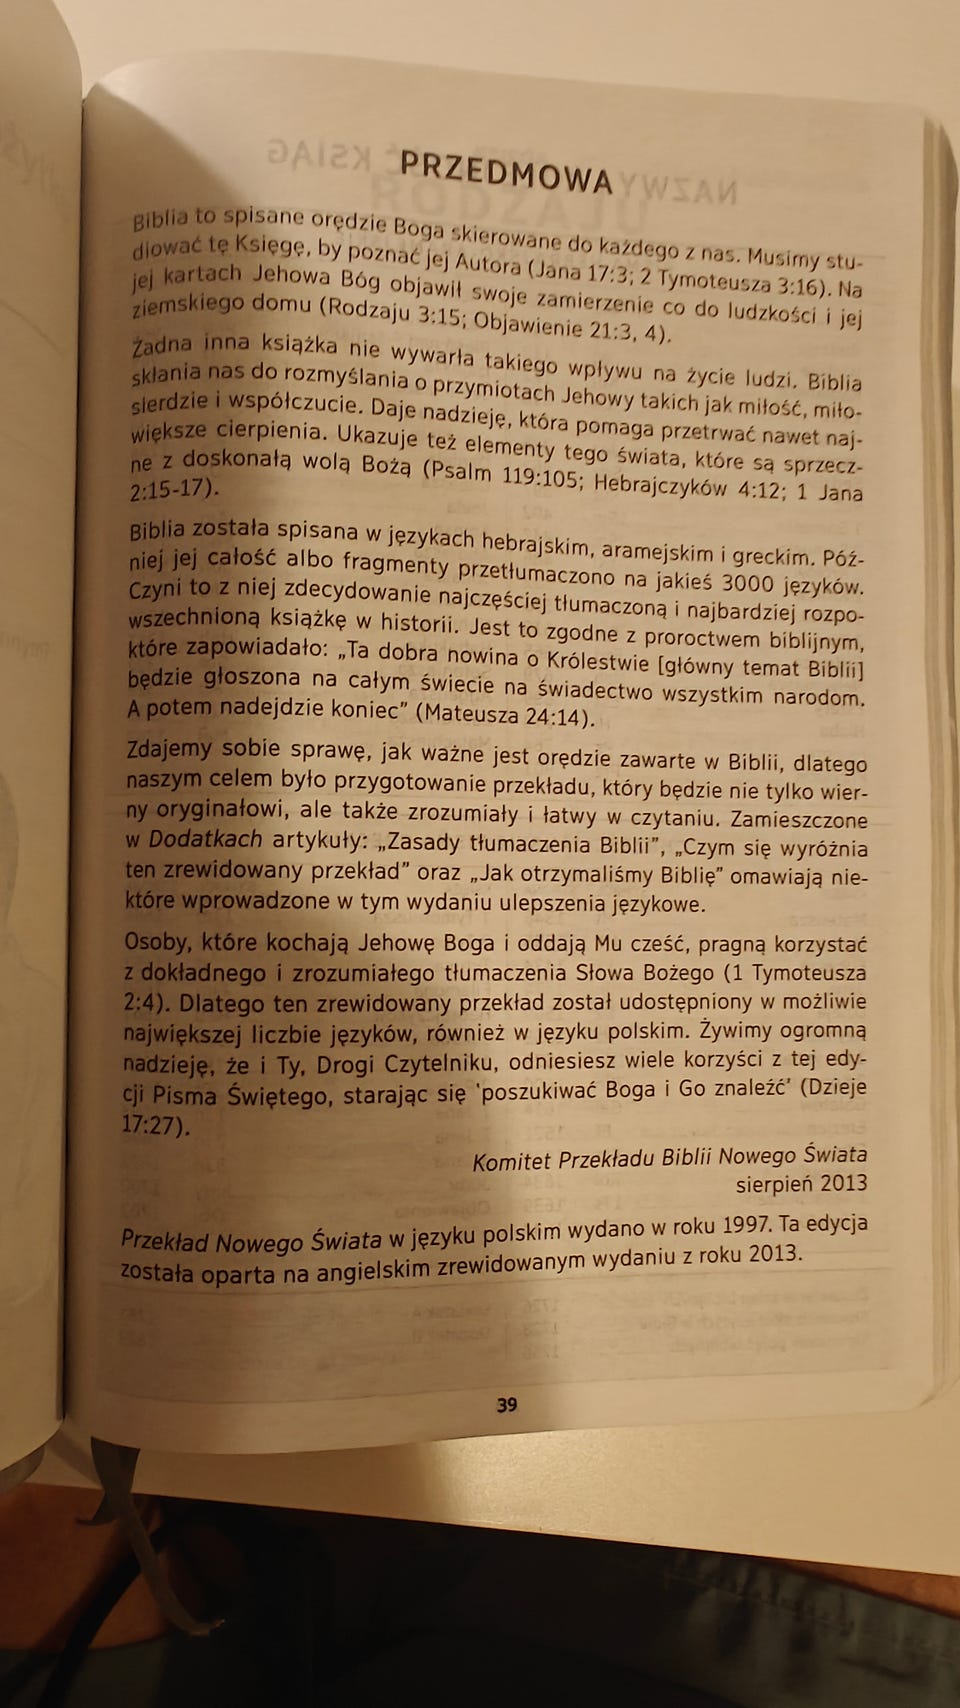 PRZEDMOWA
Biblia to spisane orędzie Boga skierowane do każdego z nas. Musimy stu-
diować tę Księgę, by poznać jej Autora (Jana 17:3; 2 Tymoteusza 3:16). Na
jej kartach Jehowa Bóg objawił swoje zamierzenie co do ludzkości i jej
ziemskiego domu (Rodzaju 3:15; Objawienie 21:3, 4).
Żadna inna książka nie wywarła takiego wpływu na życie ludzi. Biblia
skłania nas do rozmyślania o przymiotach Jehowy takich jak miłość, miło-
sierdzie i współczucie. Daje nadzieję, która pomaga przetrwać nawet naj-
większe cierpienia. Ukazuje też elementy tego świata, które są sprzecz-
ne z doskonałą wolą Bożą (Psalm 119:105; Hebrajczyków 4:12; 1 Jana
2:15-17).
Biblia została spisana w językach hebrajskim, aramejskim i greckim. Póź-
niej jej całość albo fragmenty przetłumaczono na jakieś 3000 języków.
Czyni to z niej zdecydowanie najczęściej tłumaczoną i najbardziej rozpo-
wszechnioną książkę w historii. Jest to zgodne z proroctwem biblijnym,
które zapowiadało: „Ta dobra nowina o Królestwie [główny temat Biblii]
będzie głoszona na całym świecie na świadectwo wszystkim narodom.
A potem nadejdzie koniec” (Mateusza 24:14).
Zdajemy sobie sprawę, jak ważne jest orędzie zawarte w Biblii, dlatego
naszym celem było przygotowanie przekładu, który będzie nie tylko wier-
ny oryginałowi, ale także zrozumiały i łatwy w czytaniu. Zamieszczone
w Dodatkach artykuły: „Zasady tłumaczenia Biblii”, „Czym się wyróżnia
ten zrewidowany przekład” oraz „Jak otrzymaliśmy Biblię” omawiają nie-
które wprowadzone w tym wydaniu ulepszenia językowe.
Osoby, które kochają Jehowę Boga i oddają Mu cześć, pragną korzystać
z dokładnego i zrozumiałego tłumaczenia Słowa Bożego (1 Tymoteusza
2:4). Dlatego ten zrewidowany przekład został udostępniony w możliwie
największej liczbie języków, również w języku polskim. Żywimy ogromną
nadzieję, że i Ty, Drogi Czytelniku, odniesiesz wiele korzyści z tej edy-
cji Pisma Świętego, starając się ‛poszukiwać Boga i Go znaleźć’ (Dzieje
17:27).
Komitet Przekładu Biblii Nowego Świata
sierpień 2013
Przekład Nowego Świata w języku polskim wydano w roku 1997. Ta edycja
została oparta na angielskim zrewidowanym wydaniu z roku 2013.
39